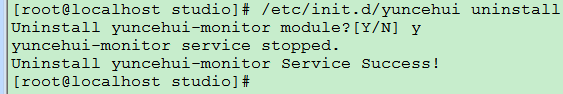 [root@localhost studio]# /etc/init.d/yuncehui uninstall
Uninstall yuncehui-monitor module?[Y/N] y
yuncehui-monitor service stopped.
Uninstall yuncehui-monitor Service Success!
[root@localhost studio]#